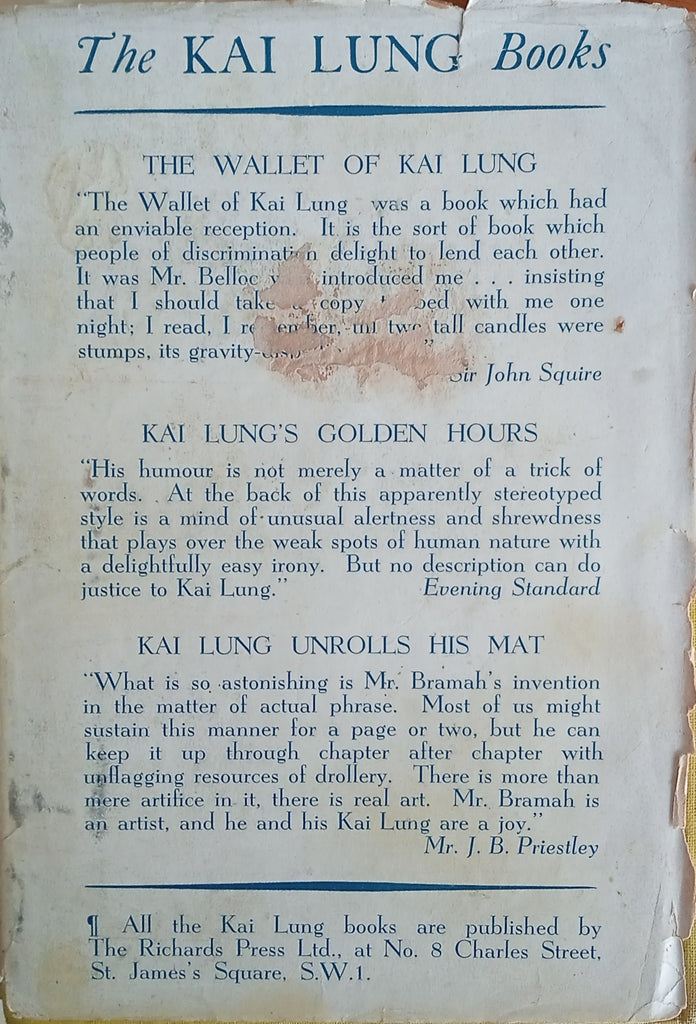 The KAI LUNG Books
THE WALLET OF KAI LUNG
"The Wallet of Kai Lung was a book which had
an enviable reception. It is the sort of book which
people of discrimination delight to lend each other.
It was Mr. Belloc introduced me . . . insisting
that I should take a copy bed with me one
night; I read, I remember, two tall candles were
stumps, its gravity-
Sir John Squire
KAI LUNG'S GOLDEN HOURS
"His humour is not merely a matter of a trick of
words. At the back of this apparently stereotyped
style is a mind of unusual alertness and shrewdness
that plays over the weak spots of human nature with
a delightfully easy irony. But no description can do
justice to Kai Lung." Evening Standard
KAI LUNG UNROLLS HIS MAT
"What is so astonishing is Mr. Bramah's invention
in the matter of actual phrase. Most of us might
sustain this manner for a page or two, but he can
keep it up through chapter after chapter with
unflagging resources of drollery. There is more than
mere artifice in it, there is real art. Mr. Bramah is
an artist, and he and his Kai Lung are a joy."
Mr. J. B. Priestley
¶ All the Kai Lung books are published by
The Richards Press Ltd., at No. 8 Charles Street,
St. James's Square, S.W.1.